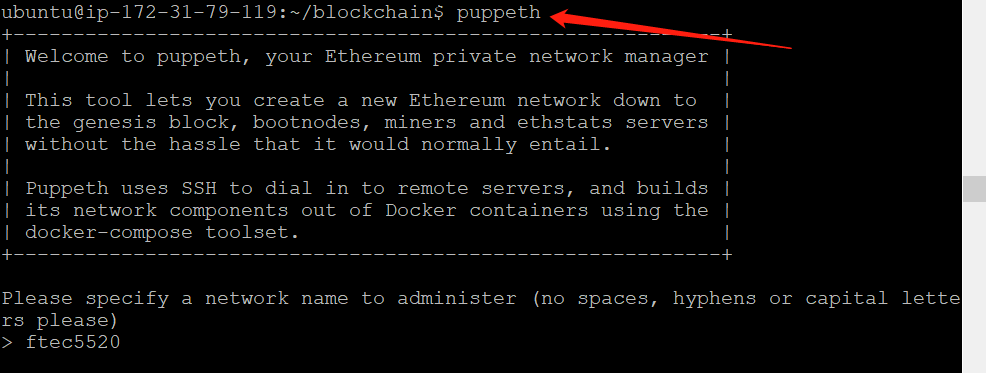 ubuntu@ip-172-31-79-119:~/blockchain$ puppeth
+-----------------------------------------------------------+
| Welcome to puppeth, your Ethereum private network manager |
|                                                           |
| This tool lets you create a new Ethereum network down to  |
| the genesis block, bootnodes, miners and ethstats servers |
| without the hassle that it would normally entail.         |
|                                                           |
| Puppeth uses SSH to dial in to remote servers, and builds |
| its network components out of Docker containers using the |
| docker-compose toolset.                                   |
+-----------------------------------------------------------+

Please specify a network name to administer (no spaces, hyphens or capital lette
rs please)
> ftec5520